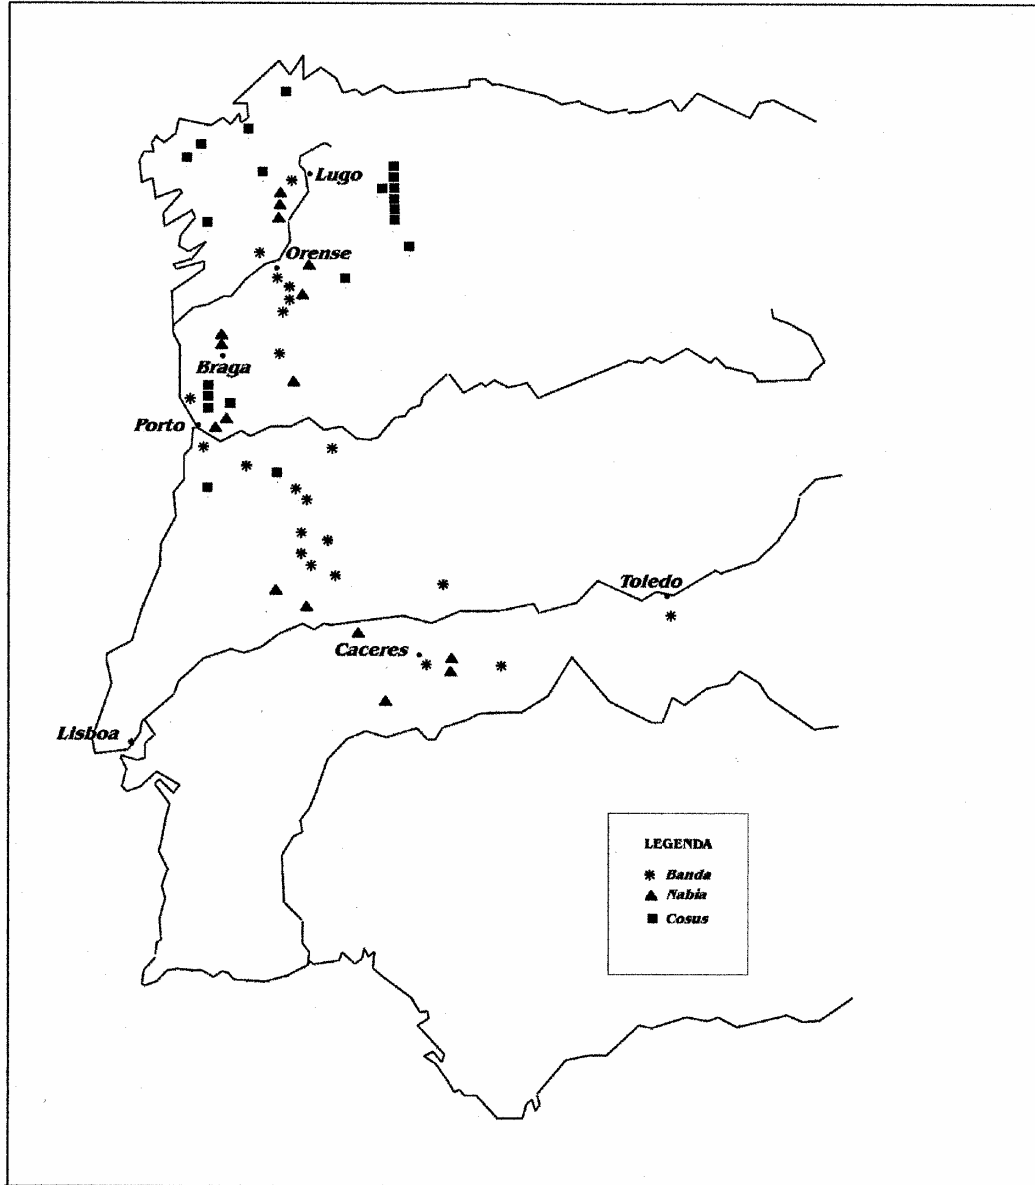 Lugo
Orense
Braga
Porto
Toledo
Caceres
Lisboa
LEGENDA
Banda
Nabia
Cosus